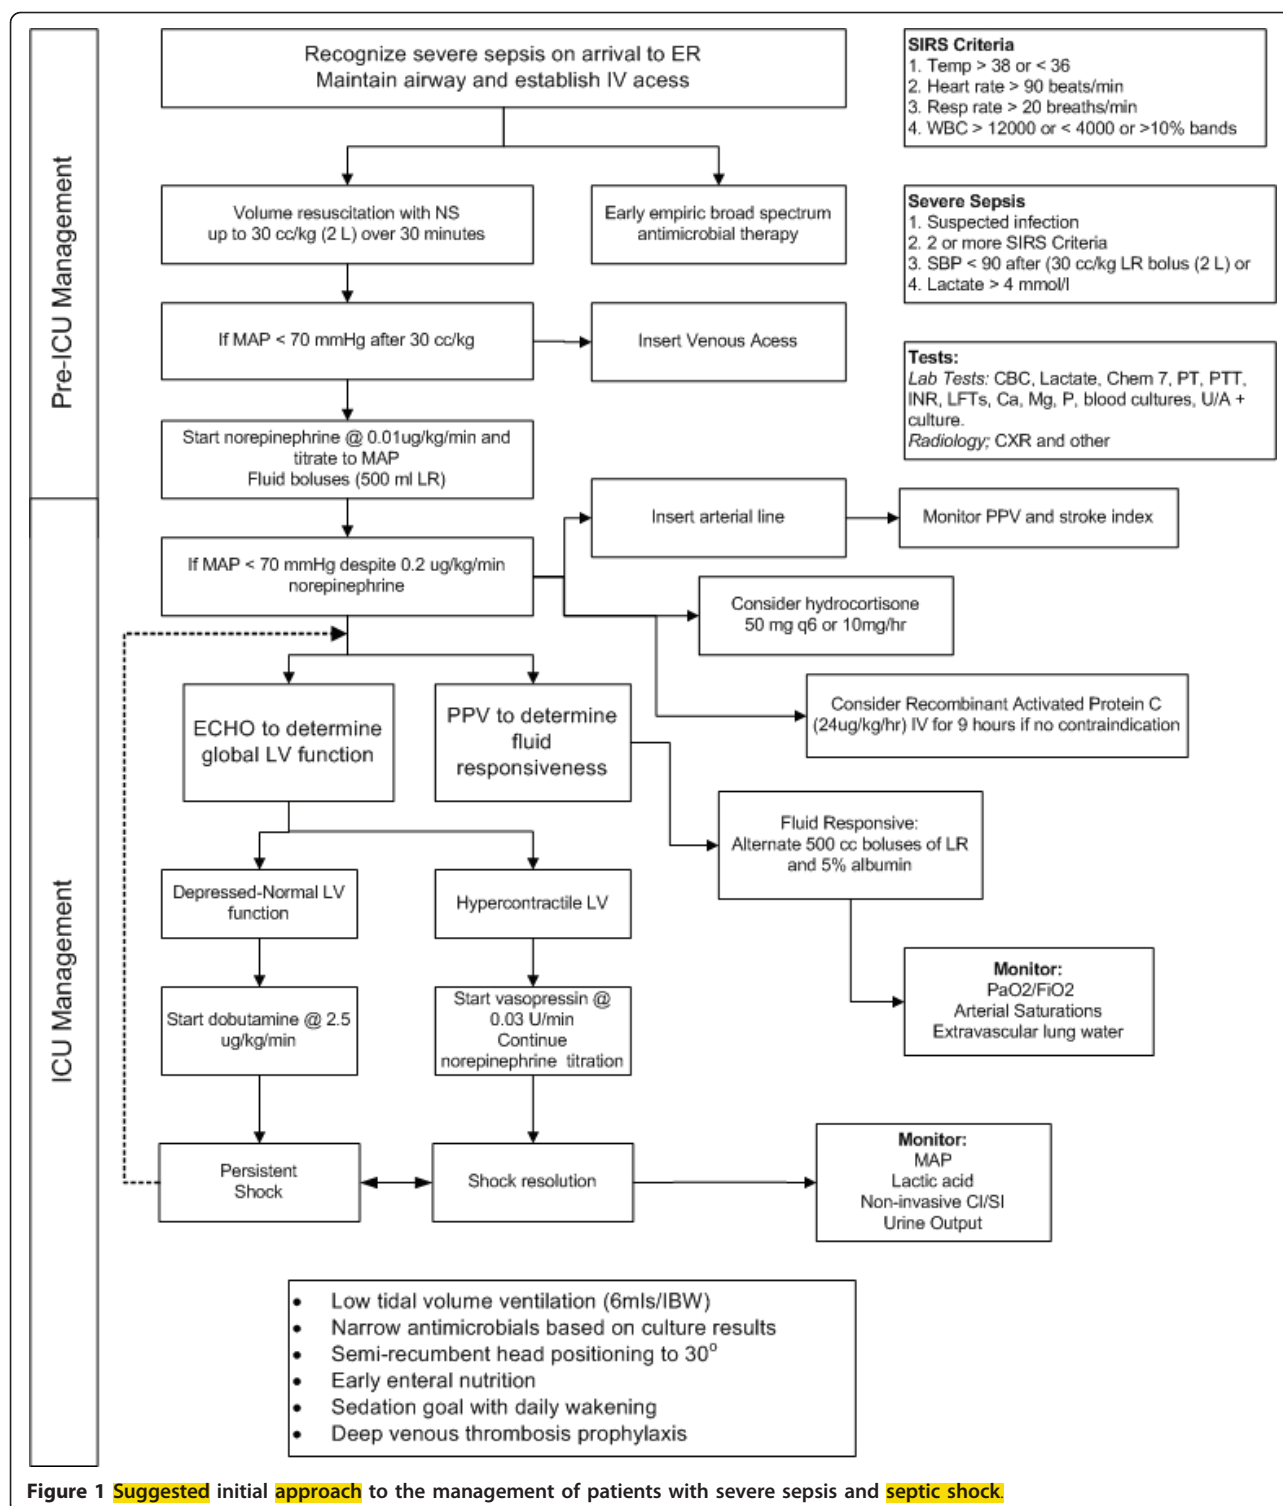 Pre-ICU Management
ICU Management
Recognize severe sepsis on arrival to ER
Maintain airway and establish IV acess
SIRS Criteria
1. Temp > 38 or < 36
2. Heart rate > 90 beats/min
3. Resp rate > 20 breaths/min
4. WBC > 12000 or < 4000 or >10% bands
Volume resuscitation with NS
up to 30 cc/kg (2 L) over 30 minutes
Early empiric broad spectrum
antimicrobial therapy
Severe Sepsis
1. Suspected infection
2. 2 or more SIRS Criteria
3. SBP < 90 after (30 cc/kg LR bolus (2 L) or
4. Lactate > 4 mmol/l
If MAP < 70 mmHg after 30 cc/kg
Insert Venous Acess
Tests:
Lab Tests: CBC, Lactate, Chem 7, PT, PTT,
INR, LFTs, Ca, Mg, P, blood cultures, U/A +
culture.
Radiology; CXR and other
Start norepinephrine @ 0.01ug/kg/min and
titrate to MAP
Fluid boluses (500 ml LR)
Insert arterial line
Monitor PPV and stroke index
If MAP < 70 mmHg despite 0.2 ug/kg/min
norepinephrine
Consider hydrocortisone
50 mg q6 or 10mg/hr
Consider Recombinant Activated Protein C
(24ug/kg/hr) IV for 9 hours if no contraindication
ECHO to determine
global LV function
PPV to determine
fluid
responsiveness
Fluid Responsive:
Alternate 500 cc boluses of LR
and 5% albumin
Depressed-Normal LV
function
Hypercontractile LV
Monitor:
PaO2/FiO2
Arterial Saturations
Extravascular lung water
Start dobutamine @ 2.5
ug/kg/min
Start vasopressin @
0.03 U/min
Continue
norepinephrine titration
Persistent
Shock
Shock resolution
Monitor:
MAP
Lactic acid
Non-invasive CI/SI
Urine Output
• Low tidal volume ventilation (6mls/IBW)
• Narrow antimicrobials based on culture results
• Semi-recumbent head positioning to 30°
• Early enteral nutrition
• Sedation goal with daily wakening
• Deep venous thrombosis prophylaxis
Figure 1 Suggested initial approach to the management of patients with severe sepsis and septic shock.